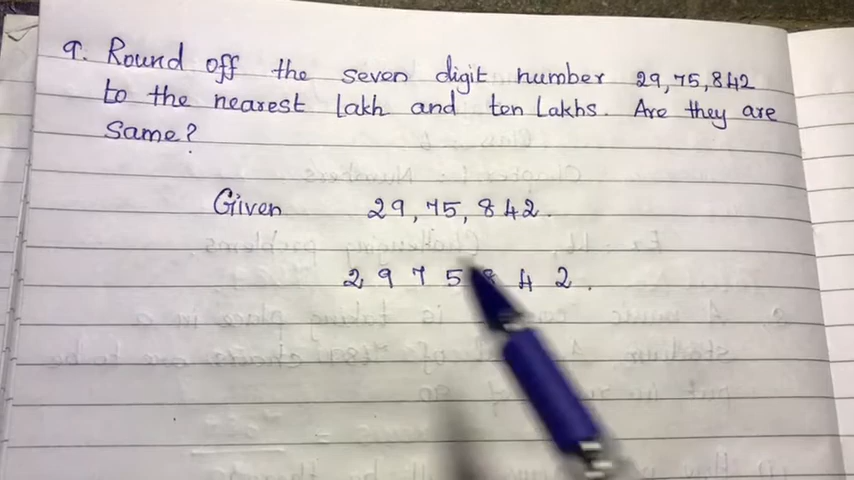 9. Round off the seven digit number 29,75,842
to the nearest Lakh and ten Lakhs. Are they are
same?
Given 29,75,842.
2 9 7 5 8 4 2.